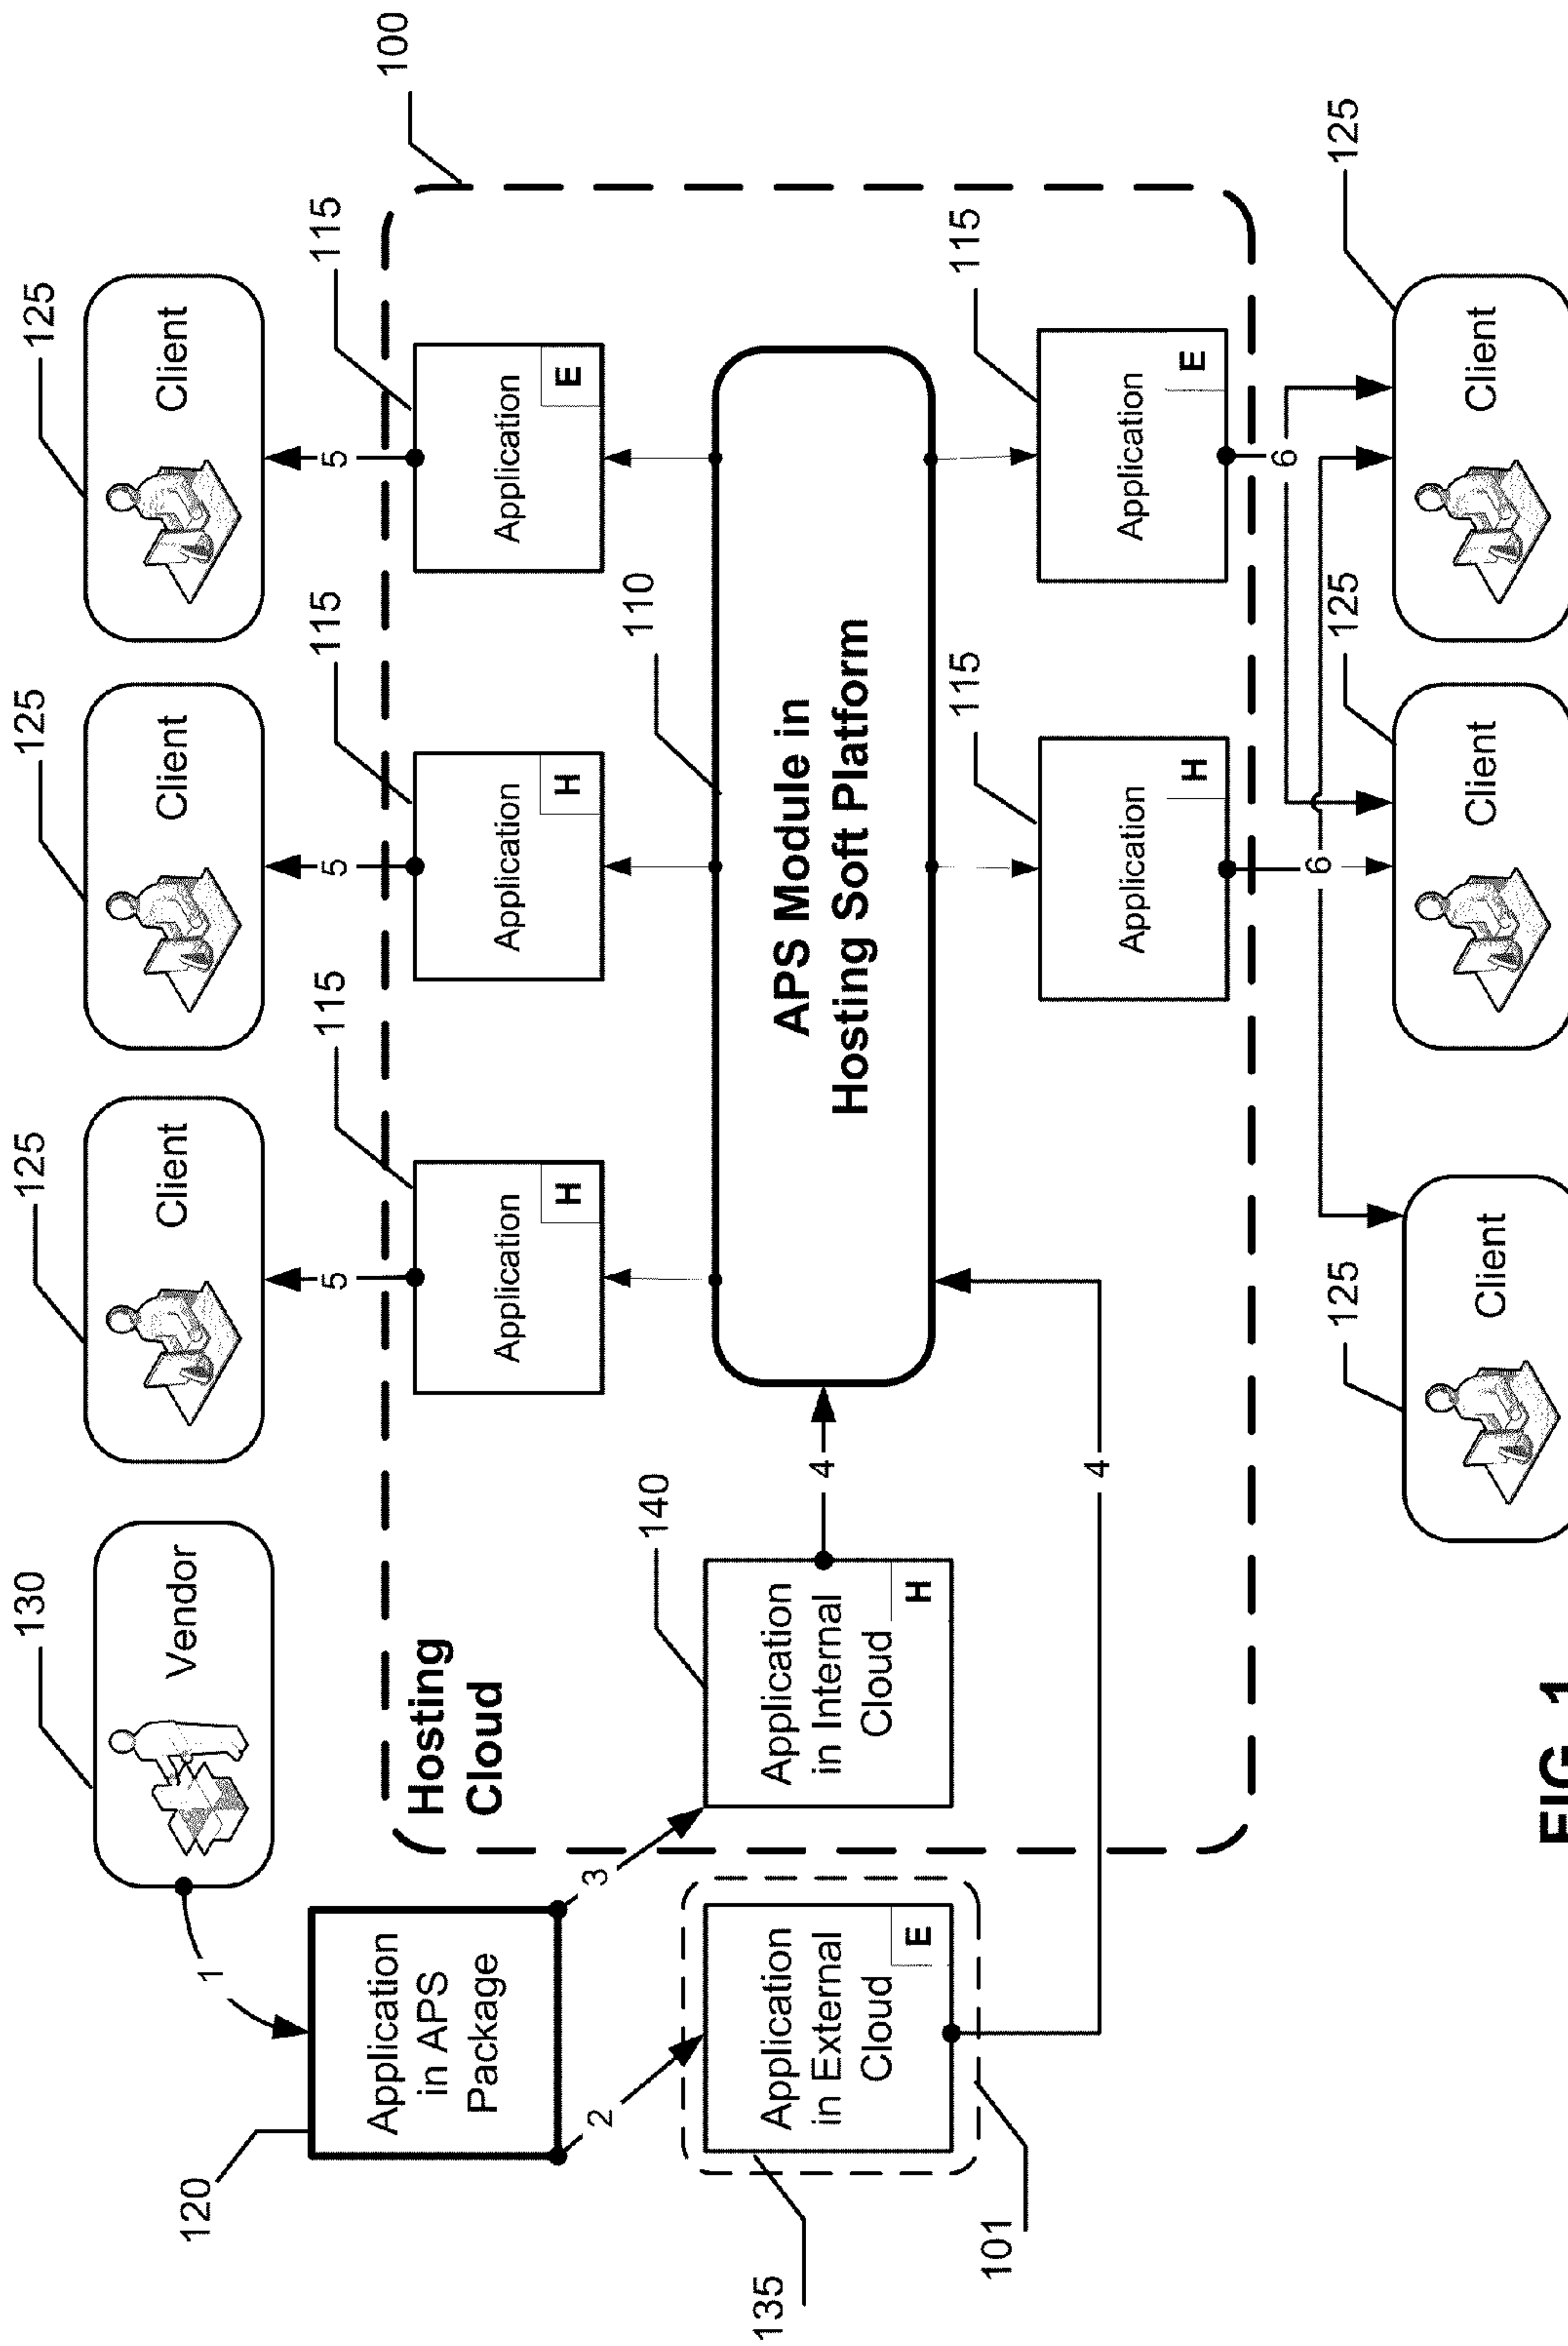 130
125
125
125
Vendor
Client
Client
Client
120
1
115
115
115
100
5
5
5
Application
in APS
Package
Hosting
Cloud
Application
H
Application
H
Application
E
2
3
140
110
135
Application
in External
Cloud
E
Application
in Internal
Cloud
H
4
APS Module in
Hosting Soft Platform
101
4
115
115
Application
H
Application
E
6
6
125
125
125
Client
Client
Client
FIG. 1